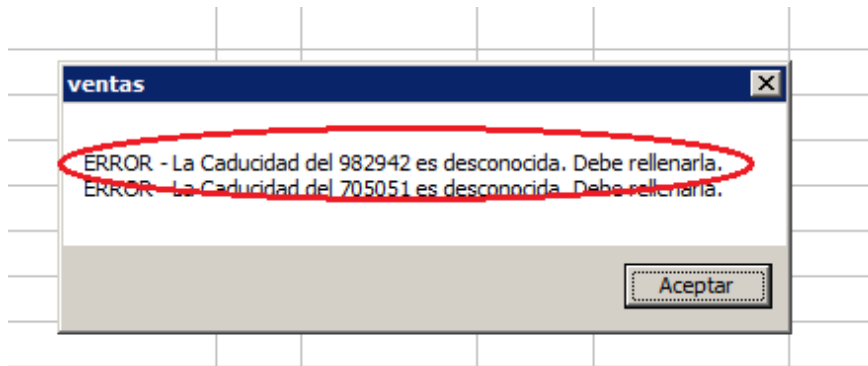 ventas
ERROR - La Caducidad del 982942 es desconocida. Debe rellenarla.
ERROR - La Caducidad del 705051 es desconocida. Debe rellenarla.
Aceptar